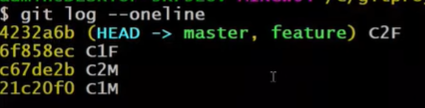 $ git log --oneline
4232a6b (HEAD -> master, feature) C2F
6f858ec C1F
c67de2b C2M
21c20f0 C1M